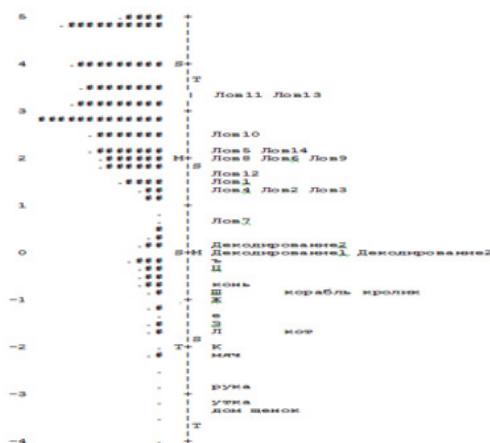 5
4 S
T
Лов11 Лов13
3
Лов10
Лов5 Лов14
2 M Лов8 Лов6 Лов9
S
Лов12
Лов1
Лов4 Лов2 Лов3
1
Лов7
Декодирование2
0 S M Декодирование1 Декодирование2
ъ
Ц
конь
Ш корабль кролик
-1 Ж
е
З
Л кот
S
-2 T К
мяч
рука
-3
утка
дом щенок
T
-4